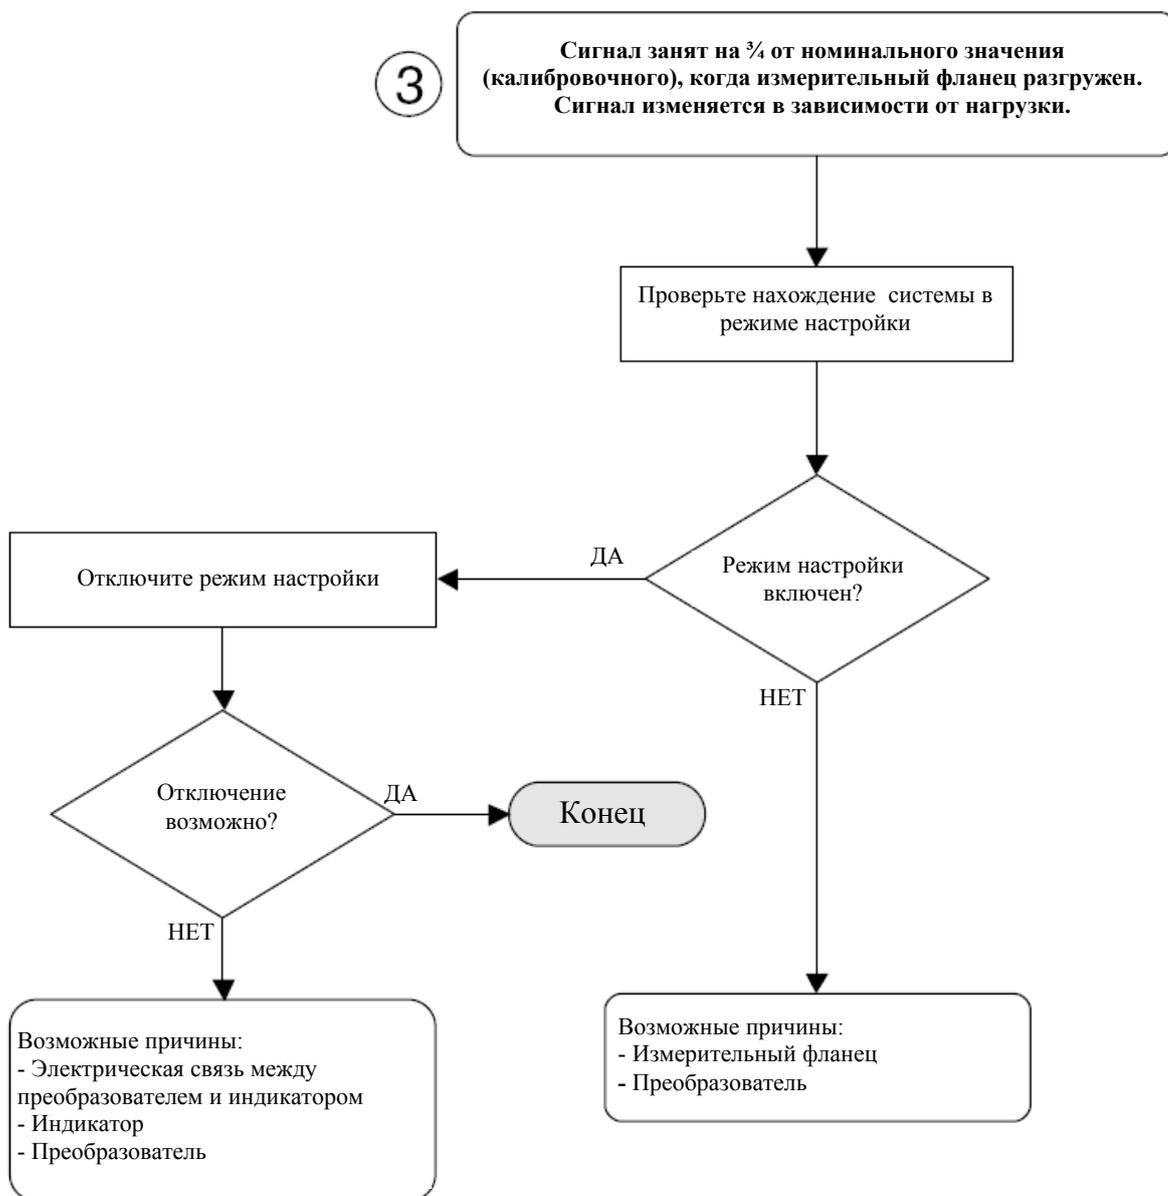 3
Сигнал занят на ¾ от номинального значения
(калибровочного), когда измерительный фланец разгружен.
Сигнал изменяется в зависимости от нагрузки.
Проверьте нахождение системы в
режиме настройки
Режим настройки
включен?
ДА
Отключите режим настройки
НЕТ
Отключение
возможно?
ДА
Конец
НЕТ
Возможные причины:
- Электрическая связь между
преобразователем и индикатором
- Индикатор
- Преобразователь
Возможные причины:
- Измерительный фланец
- Преобразователь